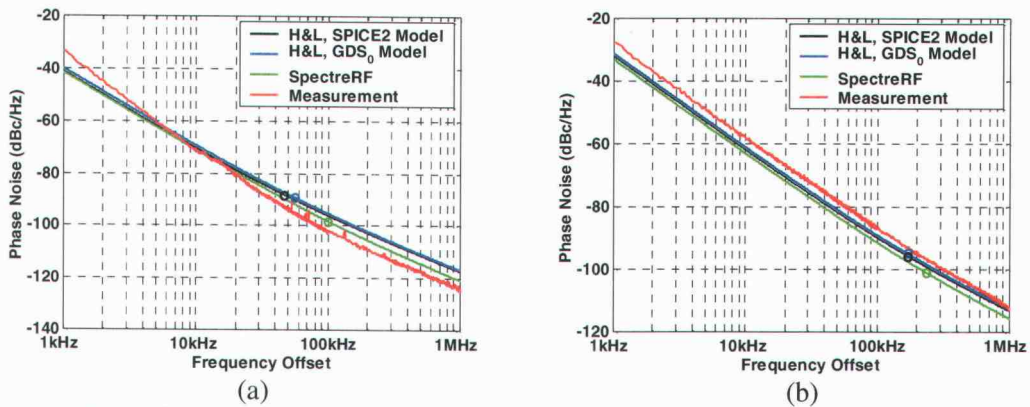 -20
-40
-60
-80
-100
-120
-140
Phase Noise (dBc/Hz)
H&L, SPICE2 Model
H&L, GDS₀ Model
SpectreRF
Measurement
1kHz 10kHz 100kHz 1MHz
Frequency Offset
(a)
-20
-40
-60
-80
-100
-120
Phase Noise (dBc/Hz)
H&L, SPICE2 Model
H&L, GDS₀ Model
SpectreRF
Measurement
1kHz 10kHz 100kHz 1MHz
Frequency Offset
(b)